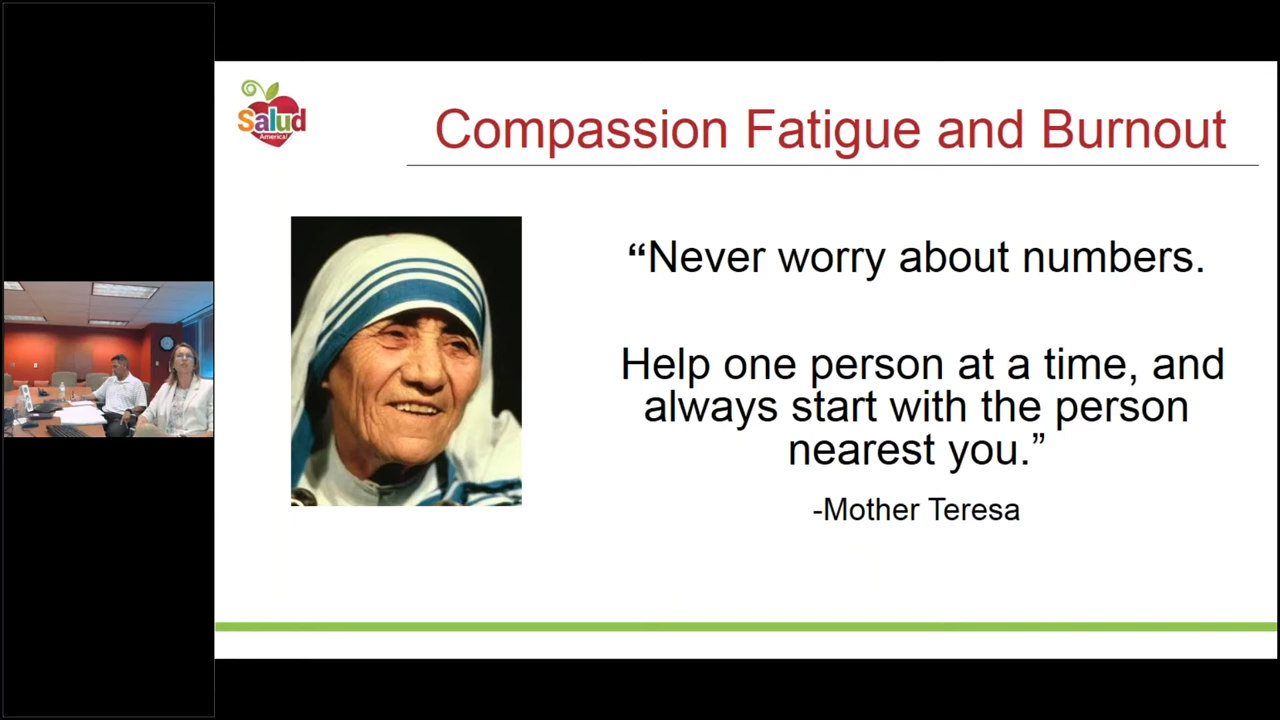 Salud
America!
Compassion Fatigue and Burnout
“Never worry about numbers.
Help one person at a time, and
always start with the person
nearest you.”
-Mother Teresa